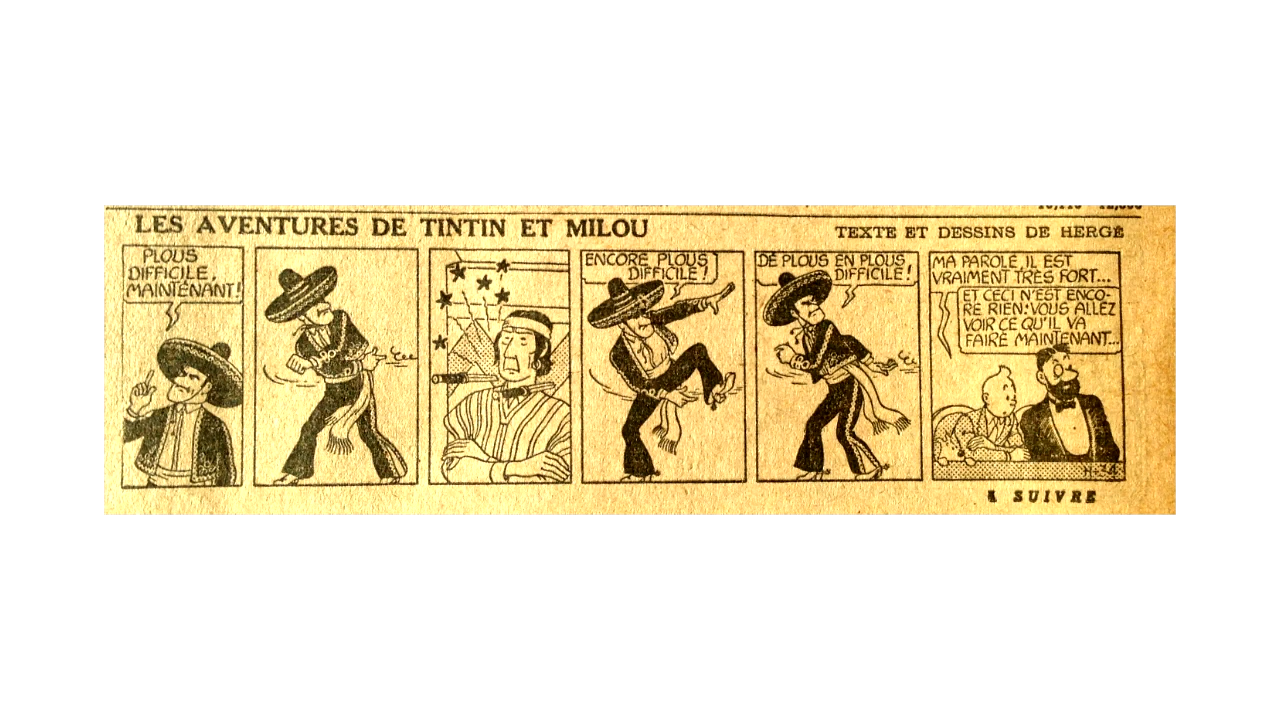 LES AVENTURES DE TINTIN ET MILOU
TEXTE ET DESSINS DE HERGÉ
PLOUS
DIFFICILE,
MAINTENANT!
ENCORE PLOUS
DIFFICILE!
DÉ PLOUS EN PLOUS
DIFFICILE!
MA PAROLE, IL EST
VRAIMENT TRÈS FORT...
ET CECI N'EST ENCO-
RE RIEN: VOUS ALLEZ
VOIR CE QU'IL VA
FAIRE MAINTENANT...
SUIVRE